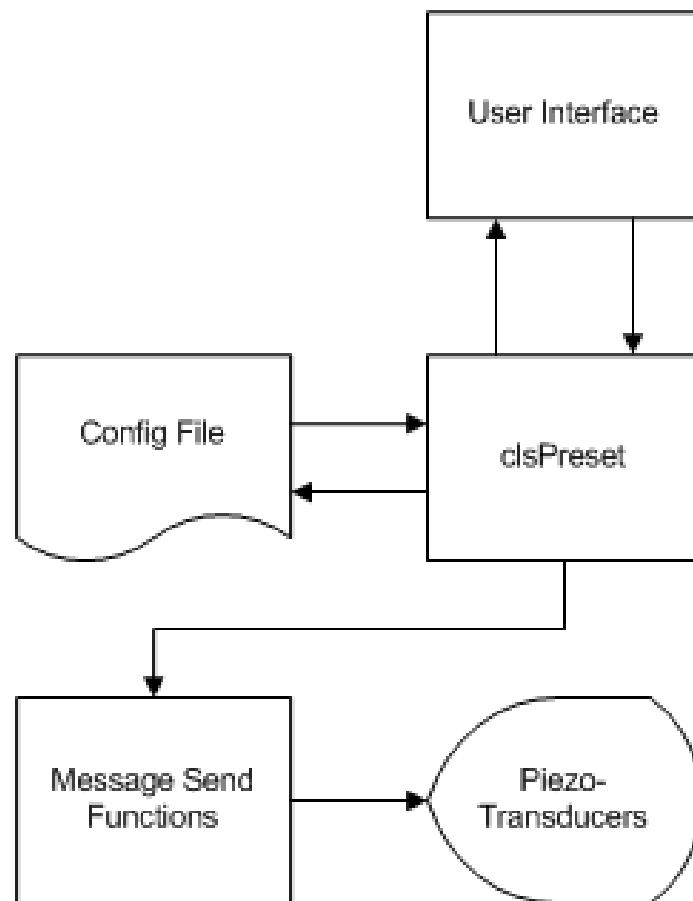 User Interface
Config File
clsPreset
Message Send
Functions
Piezo-
Transducers